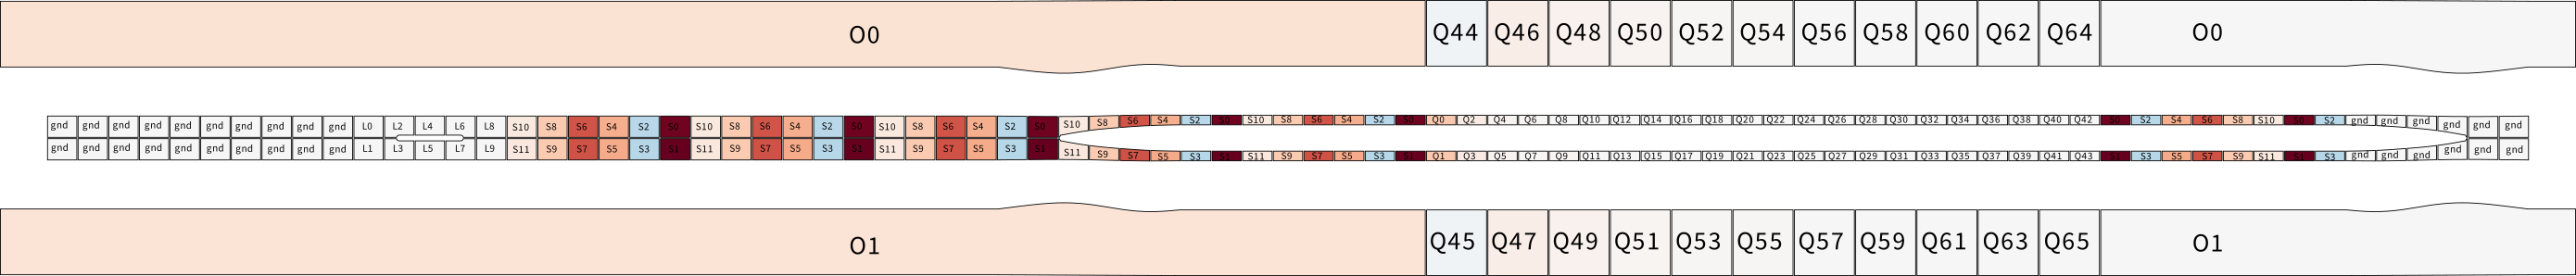 O0 Q44 Q46 Q48 Q50 Q52 Q54 Q56 Q58 Q60 Q62 Q64 O0
gnd gnd gnd gnd gnd gnd gnd gnd gnd gnd L0 L2 L4 L6 L8 S10 S8 S6 S4 S2 S0 S10 S8 S6 S4 S2 S0 S10 S8 S6 S4 S2 S0 S10 S8 S6 S4 S2 S0 S10 S8 S6 S4 S2 S0 Q0 Q2 Q4 Q6 Q8 Q10 Q12 Q14 Q16 Q18 Q20 Q22 Q24 Q26 Q28 Q30 Q32 Q34 Q36 Q38 Q40 Q42 S0 S2 S4 S6 S8 S10 S0 S2 gnd gnd gnd gnd gnd gnd
gnd gnd gnd gnd gnd gnd gnd gnd gnd gnd L1 L3 L5 L7 L9 S11 S9 S7 S5 S3 S1 S11 S9 S7 S5 S3 S1 S11 S9 S7 S5 S3 S1 S11 S9 S7 S5 S3 S1 S11 S9 S7 S5 S3 S1 Q1 Q3 Q5 Q7 Q9 Q11 Q13 Q15 Q17 Q19 Q21 Q23 Q25 Q27 Q29 Q31 Q33 Q35 Q37 Q39 Q41 Q43 S1 S3 S5 S7 S9 S11 S1 S3 gnd gnd gnd gnd gnd gnd
O1 Q45 Q47 Q49 Q51 Q53 Q55 Q57 Q59 Q61 Q63 Q65 O1